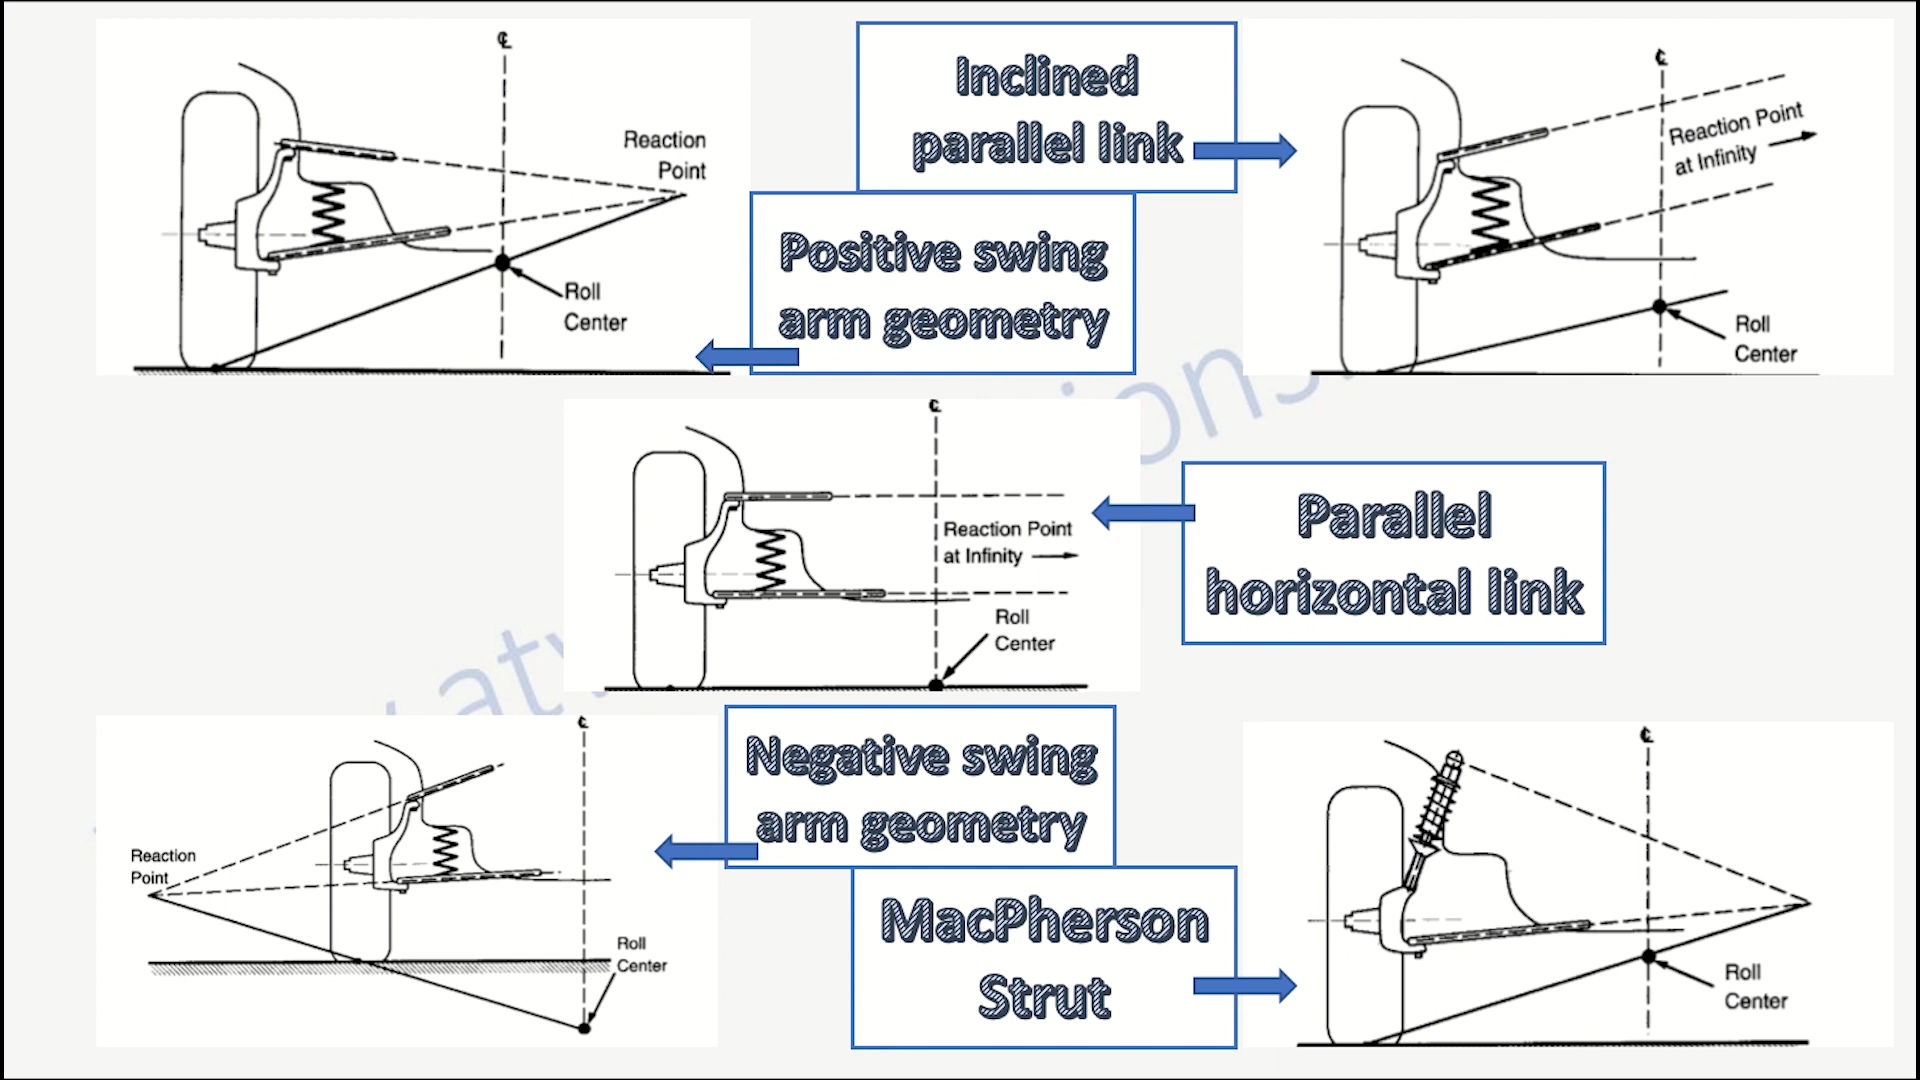 ℄
Reaction
Point
Roll
Center
Inclined
parallel link
Positive swing
arm geometry
℄
Reaction Point
at Infinity
Roll
Center
℄
Reaction Point
at Infinity
Roll
Center
Parallel
horizontal link
℄
Reaction
Point
Roll
Center
Negative swing
arm geometry
MacPherson
Strut
℄
Roll
Center